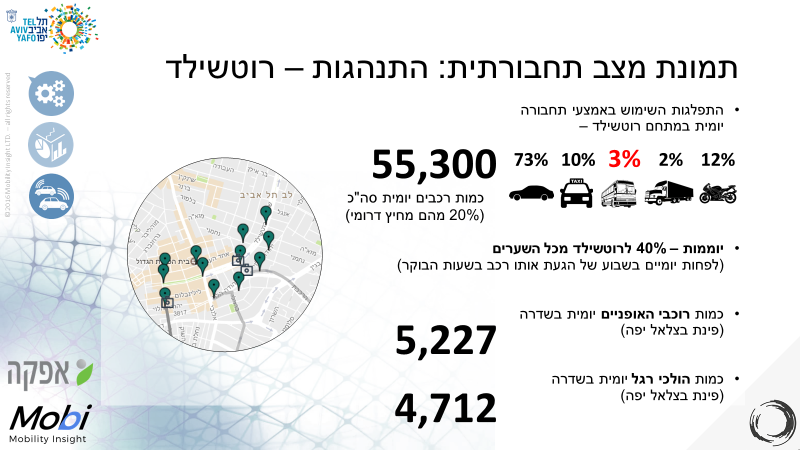 תל אביב יפו
TEL AVIV YAFO
תמונת מצב תחבורתית: התנהגות – רוטשילד
• התפלגות השימוש באמצעי תחבורה
יומית במתחם רוטשילד –
73% 10% 3% 2% 12%
TAXI
55,300
כמות רכבים יומית סה"כ
(20% מהם מחיץ דרומי)
• יוממות – 40% לרוטשילד מכל השערים
(לפחות יומיים בשבוע של הגעת אותו רכב בשעות הבוקר)
• כמות רוכבי האופניים יומית בשדרה
(פינת בצלאל יפה)
5,227
• כמות הולכי רגל יומית בשדרה
(פינת בצלאל יפה)
4,712
לב תל אביב
אפקה
Mobi
Mobility Insight
©2016 Mobility Insight LTD. – all rights reserved